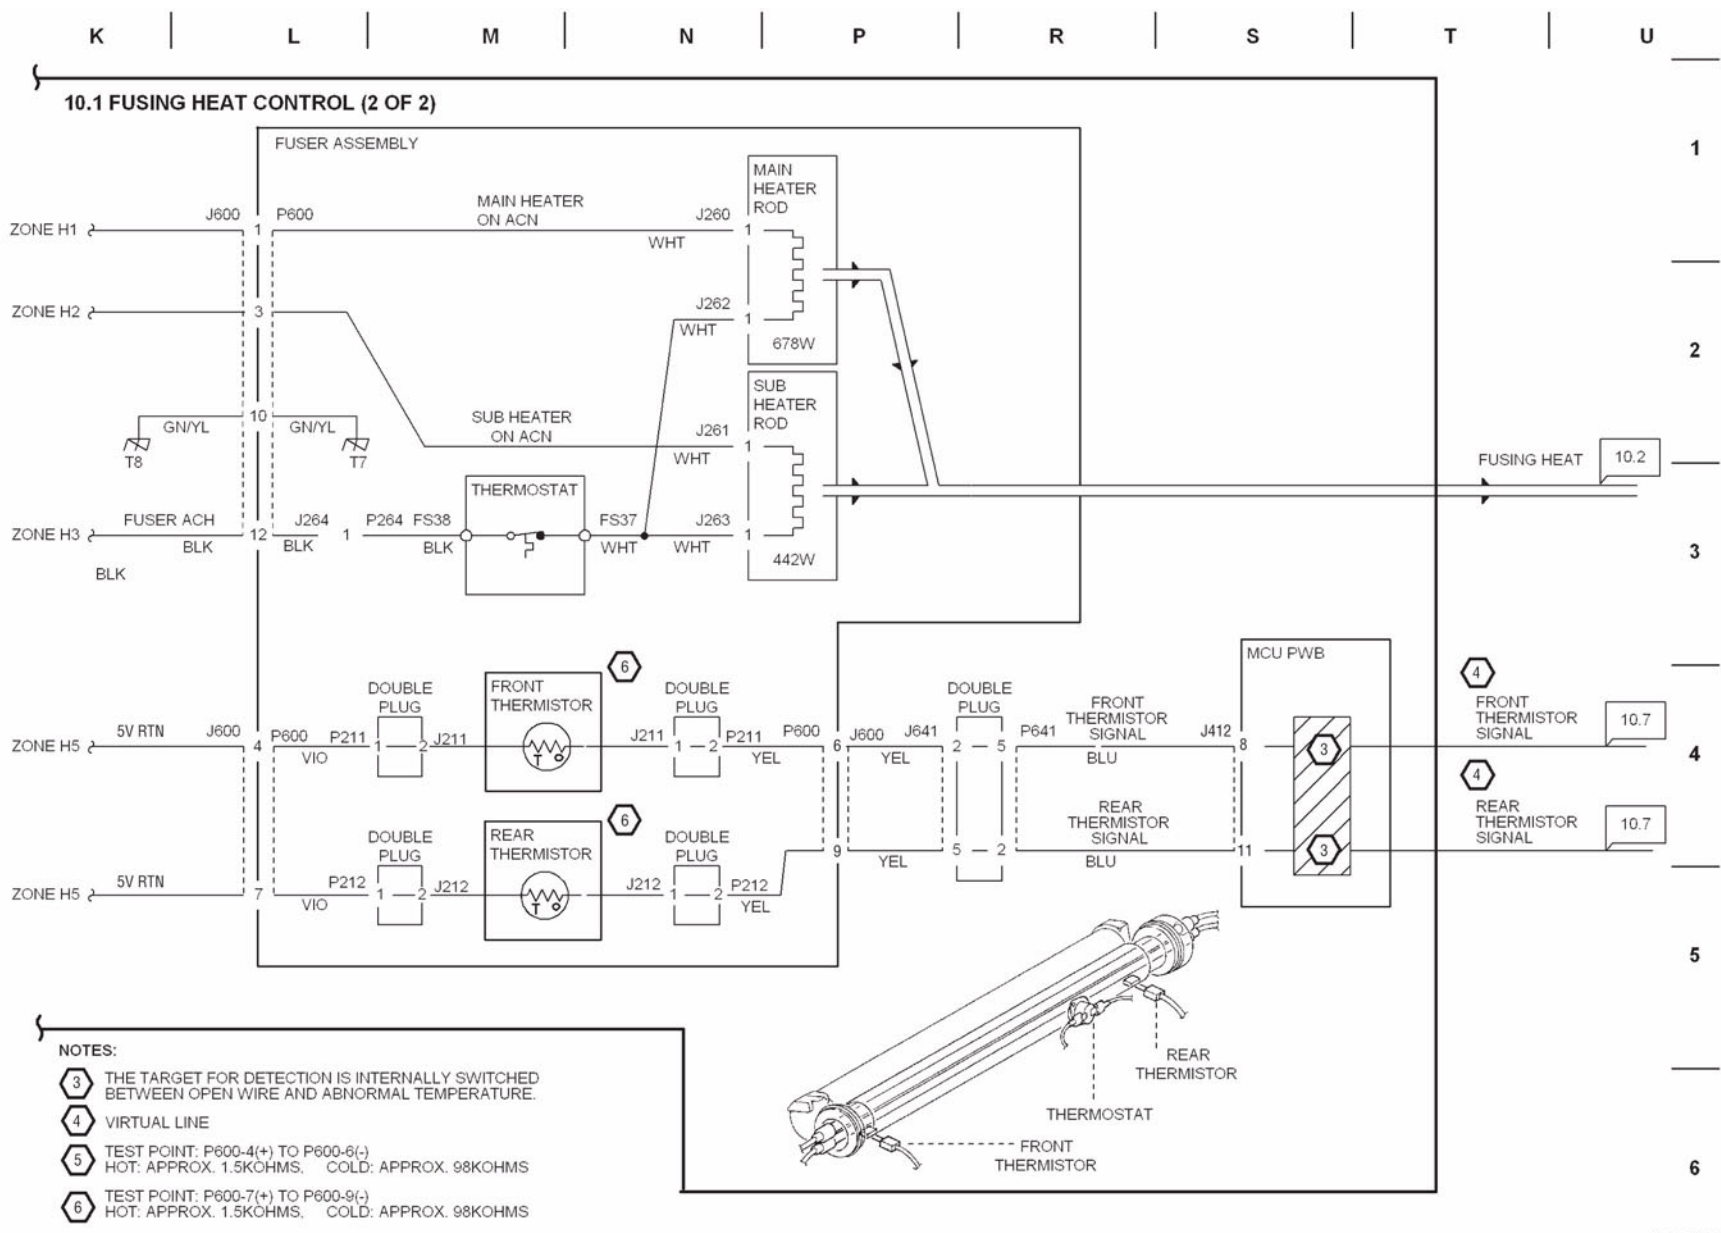 K L M N P R S T U
10.1 FUSING HEAT CONTROL (2 OF 2)
1
2
3
4
5
6
FUSER ASSEMBLY
ZONE H1
J600
1
P600
MAIN HEATER
ON ACN
WHT
J260
1
MAIN
HEATER
ROD
J262
WHT
1
678W
ZONE H2
3
SUB HEATER
ON ACN
J261
WHT
1
SUB
HEATER
ROD
GN/YL
10
GN/YL
T8
T7
FUSING HEAT
10.2
ZONE H3
FUSER ACH
BLK
BLK
12
J264
BLK
1
P264
FS38
BLK
THERMOSTAT
FS37
WHT
J263
WHT
1
442W
MCU PWB
ZONE H5
5V RTN
J600
4
P600
VIO
P211
DOUBLE
PLUG
1
2
J211
FRONT
THERMISTOR
T O
6
DOUBLE
PLUG
J211
1
2
P211
YEL
P600
6
J600
YEL
J641
DOUBLE
PLUG
2
5
P641
FRONT
THERMISTOR
SIGNAL
BLU
J412
8
3
4
FRONT
THERMISTOR
SIGNAL
10.7
ZONE H5
5V RTN
7
VIO
P212
DOUBLE
PLUG
1
2
J212
REAR
THERMISTOR
T O
6
DOUBLE
PLUG
J212
1
2
P212
YEL
9
YEL
5
2
REAR
THERMISTOR
SIGNAL
BLU
11
3
4
REAR
THERMISTOR
SIGNAL
10.7
REAR
THERMISTOR
THERMOSTAT
FRONT
THERMISTOR
NOTES:
3 THE TARGET FOR DETECTION IS INTERNALLY SWITCHED
BETWEEN OPEN WIRE AND ABNORMAL TEMPERATURE.
4 VIRTUAL LINE
5 TEST POINT: P600-4(+) TO P600-6(-)
HOT: APPROX. 1.5KOHMS, COLD: APPROX. 98KOHMS
6 TEST POINT: P600-7(+) TO P600-9(-)
HOT: APPROX. 1.5KOHMS, COLD: APPROX. 98KOHMS